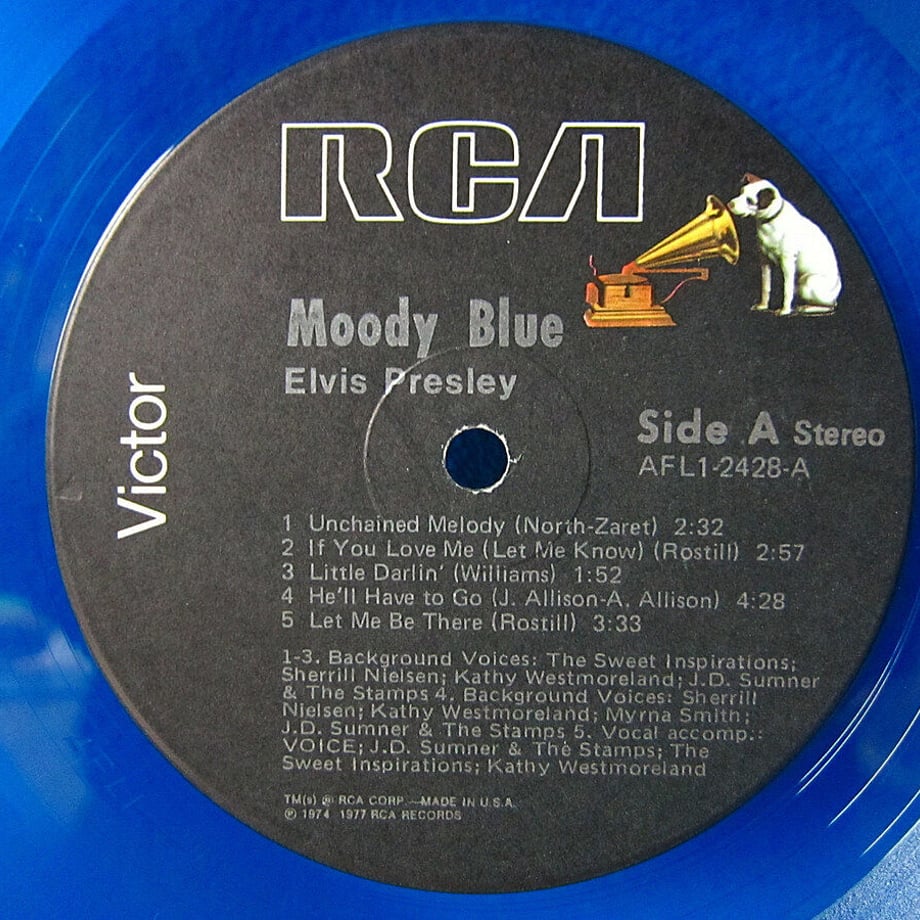 RCA
Victor
Moody Blue
Elvis Presley
Side A Stereo
AFL1-2428-A
1 Unchained Melody (North-Zaret) 2:32
2 If You Love Me (Let Me Know) (Rostill) 2:57
3 Little Darlin' (Williams) 1:52
4 He'll Have to Go (J. Allison-A. Allison) 4:28
5 Let Me Be There (Rostill) 3:33
1-3. Background Voices: The Sweet Inspirations;
Sherrill Nielsen; Kathy Westmoreland; J.D. Sumner
& The Stamps 4. Background Voices: Sherrill
Nielsen; Kathy Westmoreland; Myrna Smith;
J.D. Sumner & The Stamps 5. Vocal accomp.:
VOICE; J.D. Sumner & The Stamps; The
Sweet Inspirations; Kathy Westmoreland
TM(s) ® RCA CORP.—MADE IN U.S.A.
℗ 1974 1977 RCA RECORDS